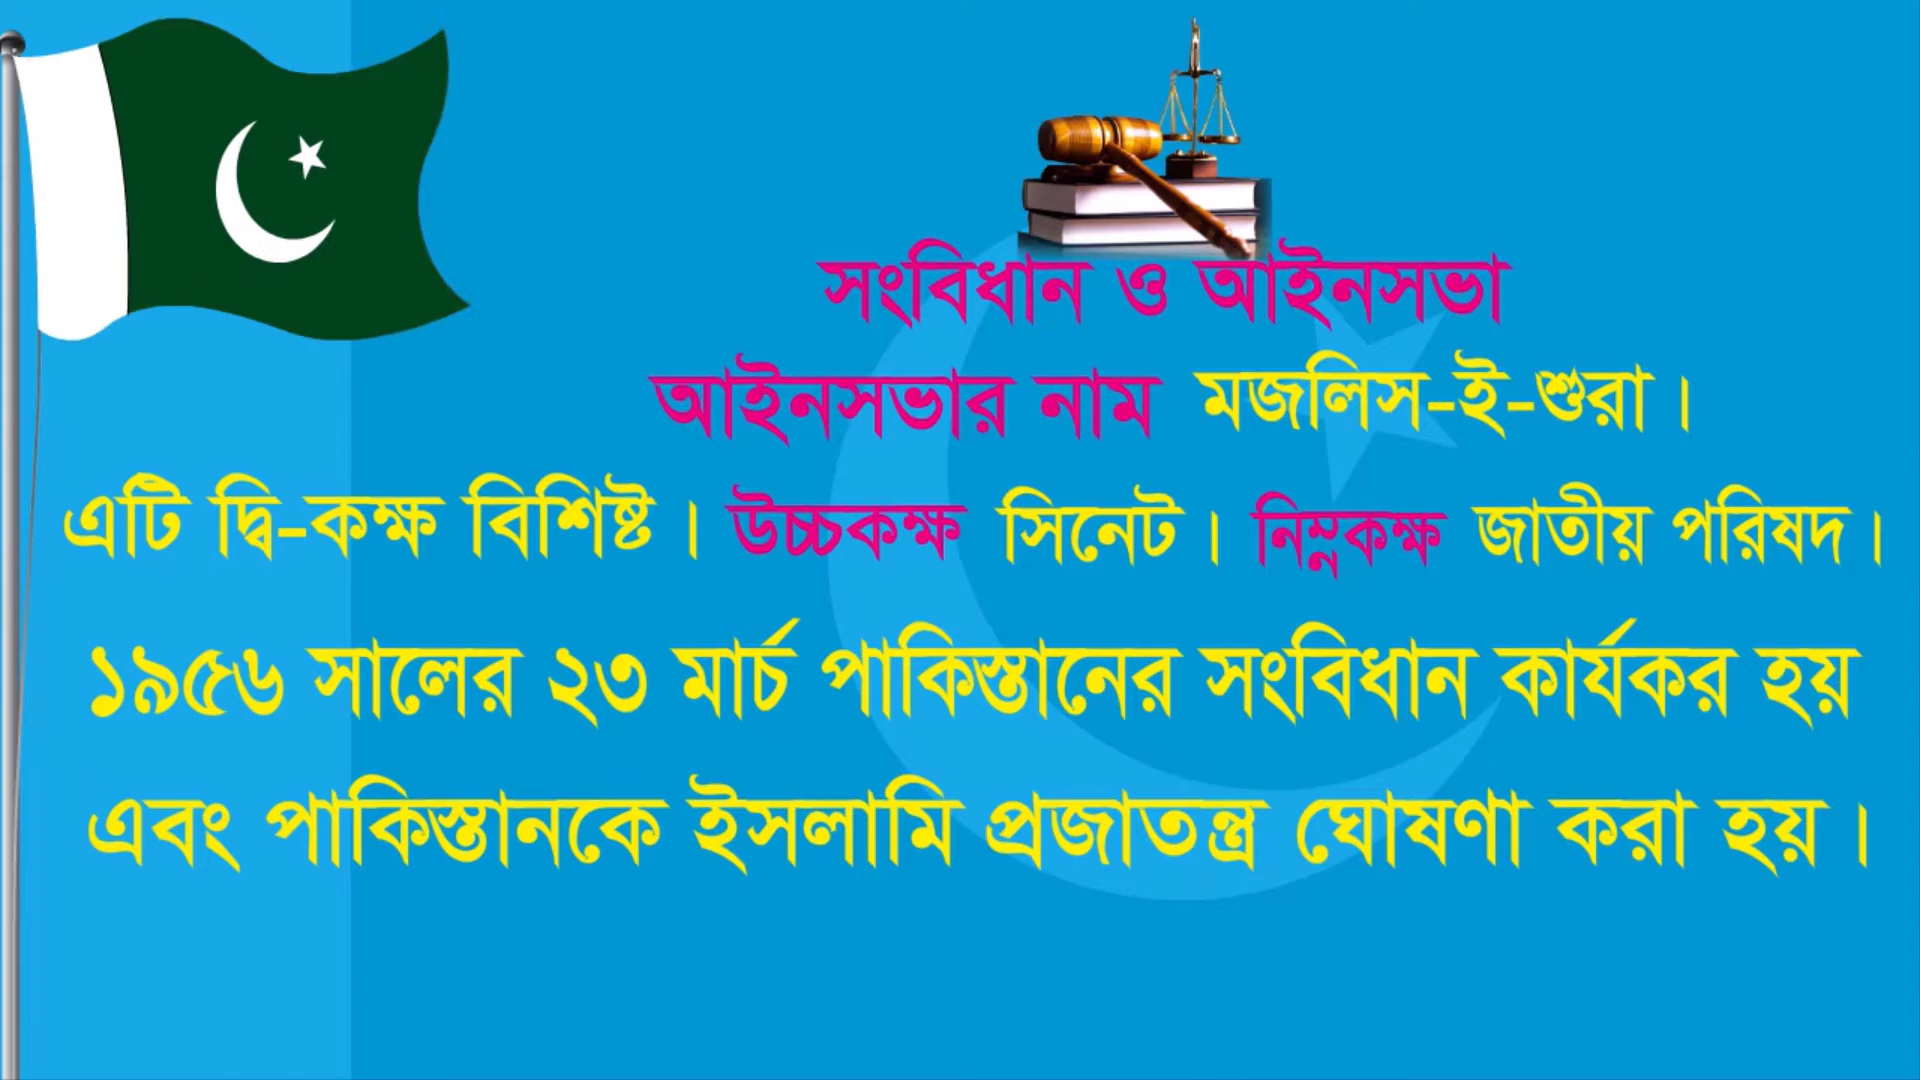 সংবিধান ও আইনসভা
আইনসভার নাম মজলিস-ই-শুরা।
এটি দ্বি-কক্ষ বিশিষ্ট। উচ্চকক্ষ সিনেট। নিম্নকক্ষ জাতীয় পরিষদ।
১৯৫৬ সালের ২৩ মার্চ পাকিস্তানের সংবিধান কার্যকর হয়
এবং পাকিস্তানকে ইসলামি প্রজাতন্ত্র ঘোষণা করা হয়।